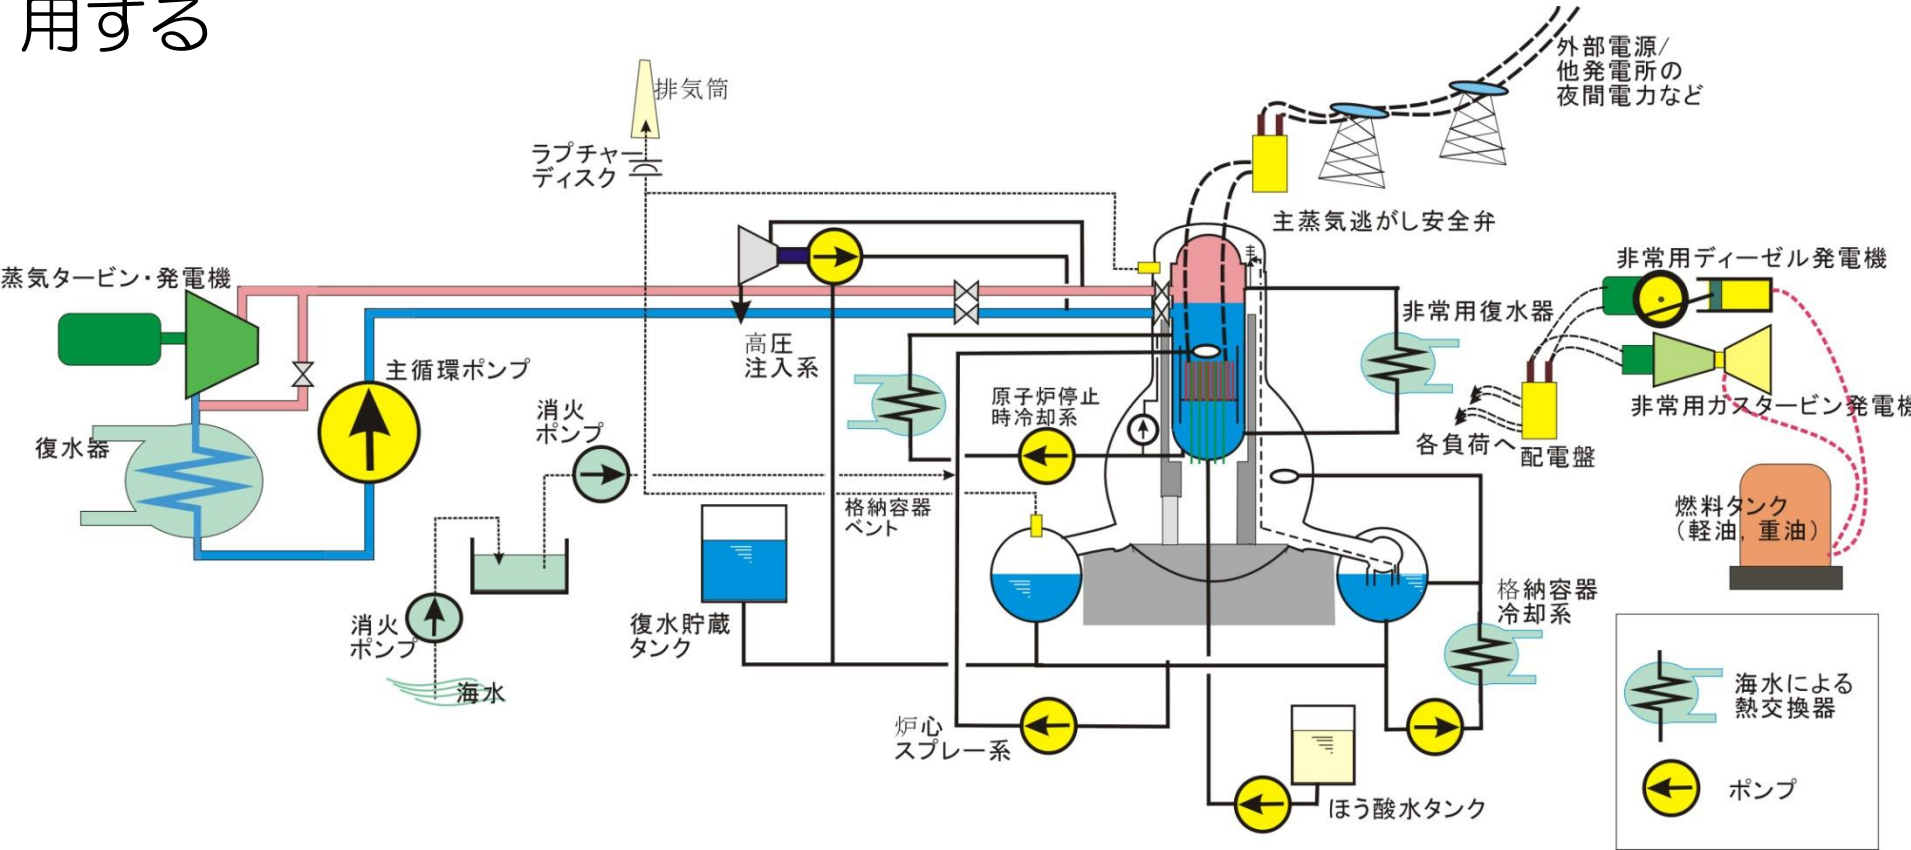 用する
外部電源/
他発電所の
夜間電力など
排気筒
ラプチャー
ディスク
主蒸気逃がし安全弁
非常用ディーゼル発電機
蒸気タービン・発電機
非常用復水器
高圧
注入系
主循環ポンプ
原子炉停止
時冷却系
消火
ポンプ
非常用ガスタービン発電機
各負荷へ
配電盤
復水器
格納容器
ベント
燃料タンク
(軽油, 重油)
格納容器
冷却系
復水貯蔵
タンク
消火
ポンプ
海水
海水による
熱交換器
炉心
スプレー系
ほう酸水タンク
ポンプ